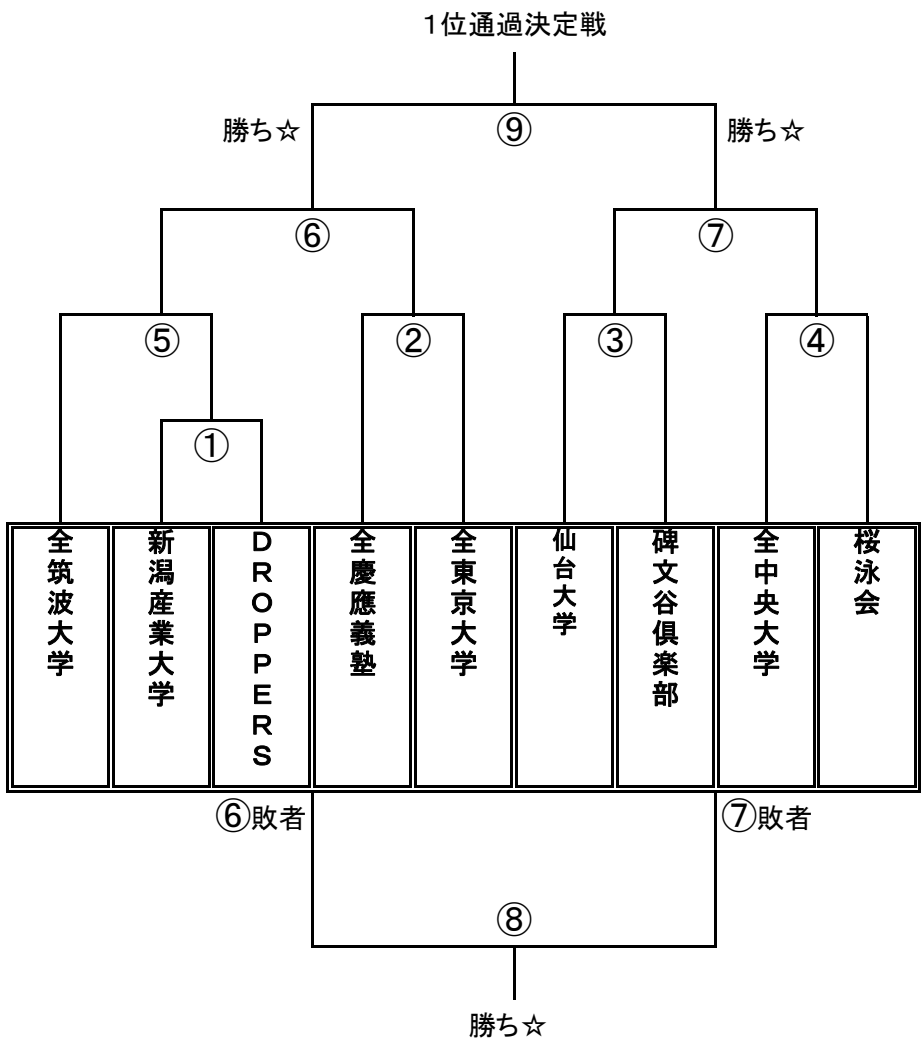 1位通過決定戦
勝ち☆
⑨
勝ち☆
⑥
⑦
⑤
②
③
④
①
全筑波大学
新潟産業大学
DROPPERS
全慶應義塾
全東京大学
仙台大学
碑文谷倶楽部
全中央大学
桜泳会
⑥敗者
⑦敗者
⑧
勝ち☆